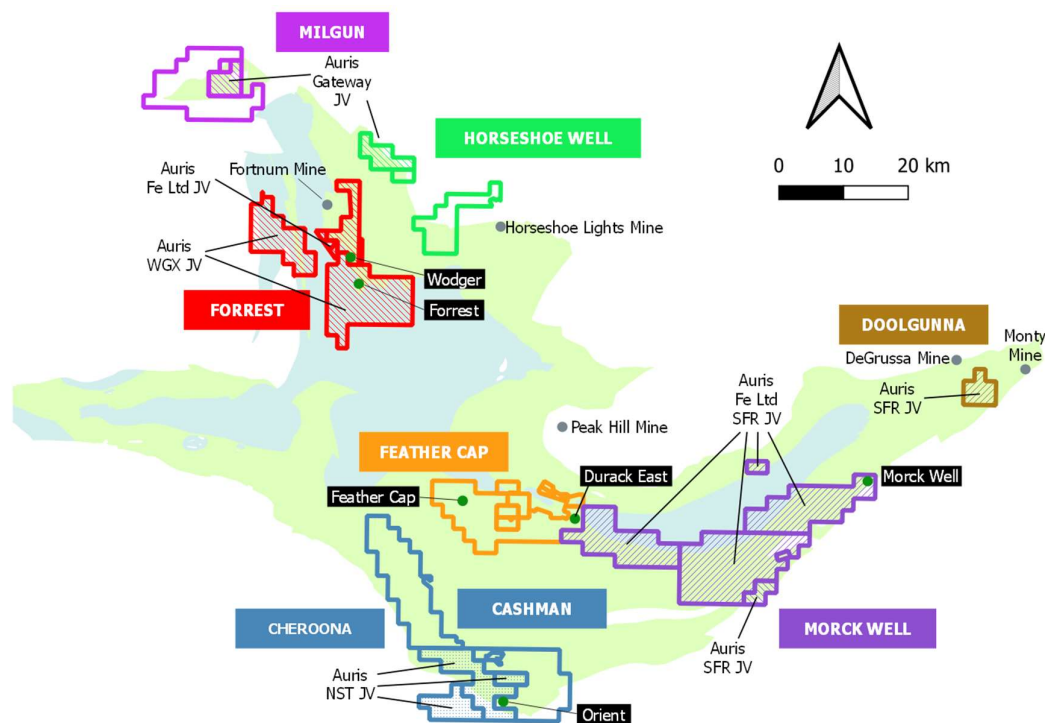 MILGUN
Auris
Gateway
JV
HORSESHOE WELL
0 10 20 km
Auris
Fe Ltd JV
Fortnum Mine
Horseshoe Lights Mine
Auris
WGX JV
Wodger
FORREST
Forrest
DOOLGUNNA
Monty
Mine
DeGrussa Mine
Auris
Fe Ltd
SFR JV
Auris
SFR JV
Peak Hill Mine
FEATHER CAP
Durack East
Morck Well
Feather Cap
CASHMAN
CHEROONA
MORCK WELL
Auris
SFR JV
Auris
NST JV
Orient